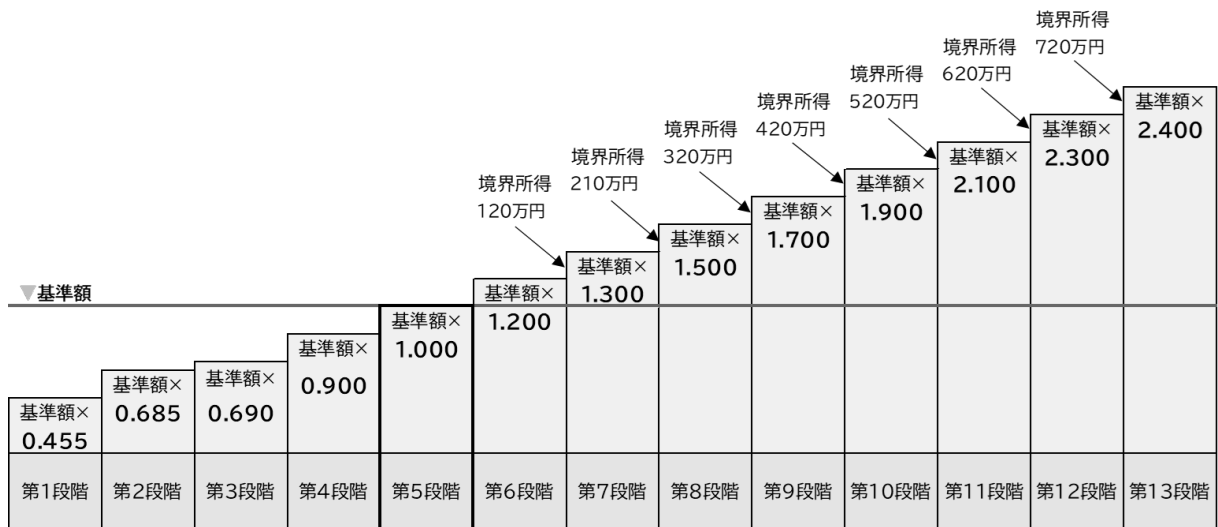 境界所得
720万円
境界所得
620万円
境界所得
520万円
境界所得
420万円
境界所得
320万円
境界所得
210万円
境界所得
120万円
▼基準額
基準額×
0.455
基準額×
0.685
基準額×
0.690
基準額×
0.900
基準額×
1.000
基準額×
1.200
基準額×
1.300
基準額×
1.500
基準額×
1.700
基準額×
1.900
基準額×
2.100
基準額×
2.300
基準額×
2.400
第1段階 第2段階 第3段階 第4段階 第5段階 第6段階 第7段階 第8段階 第9段階 第10段階 第11段階 第12段階 第13段階